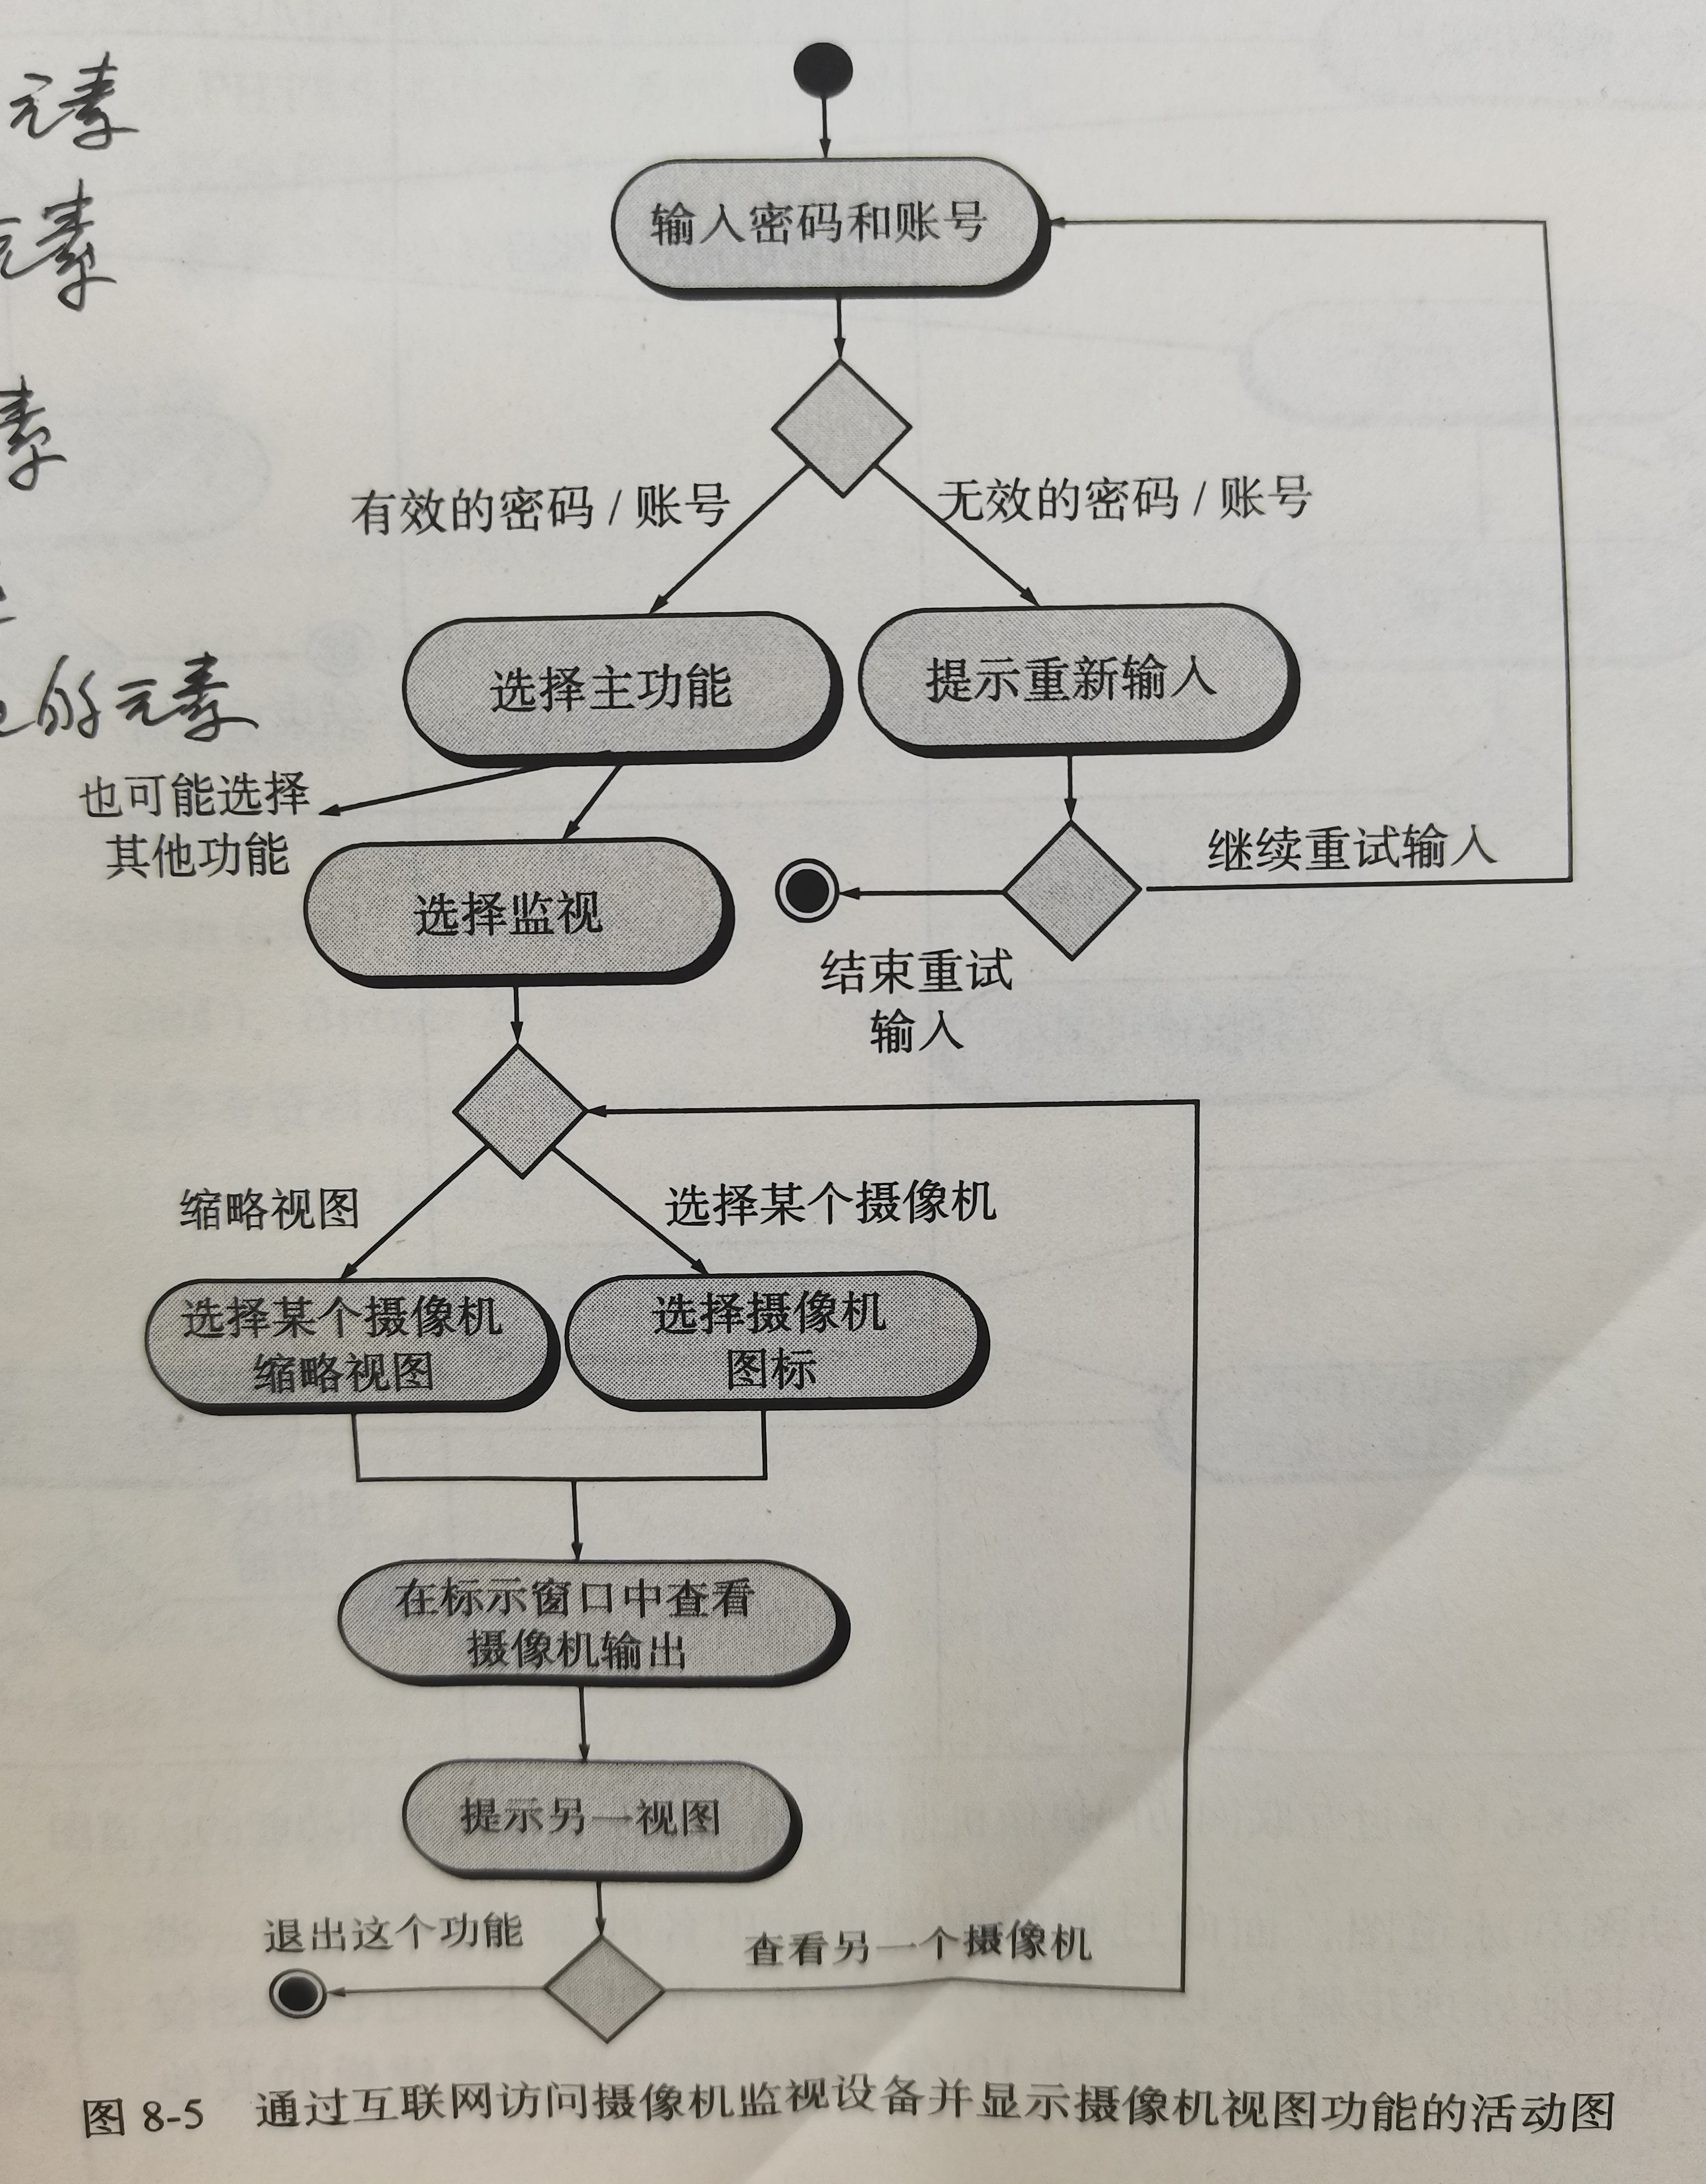 元素
元素
素
的元素
输入密码和账号
有效的密码 / 账号
无效的密码 / 账号
选择主功能
提示重新输入
也可能选择
其他功能
选择监视
继续重试输入
结束重试
输入
缩略视图
选择某个摄像机
选择某个摄像机
缩略视图
选择摄像机
图标
在标示窗口中查看
摄像机输出
提示另一视图
退出这个功能
查看另一个摄像机
图 8-5 通过互联网访问摄像机监视设备并显示摄像机视图功能的活动图